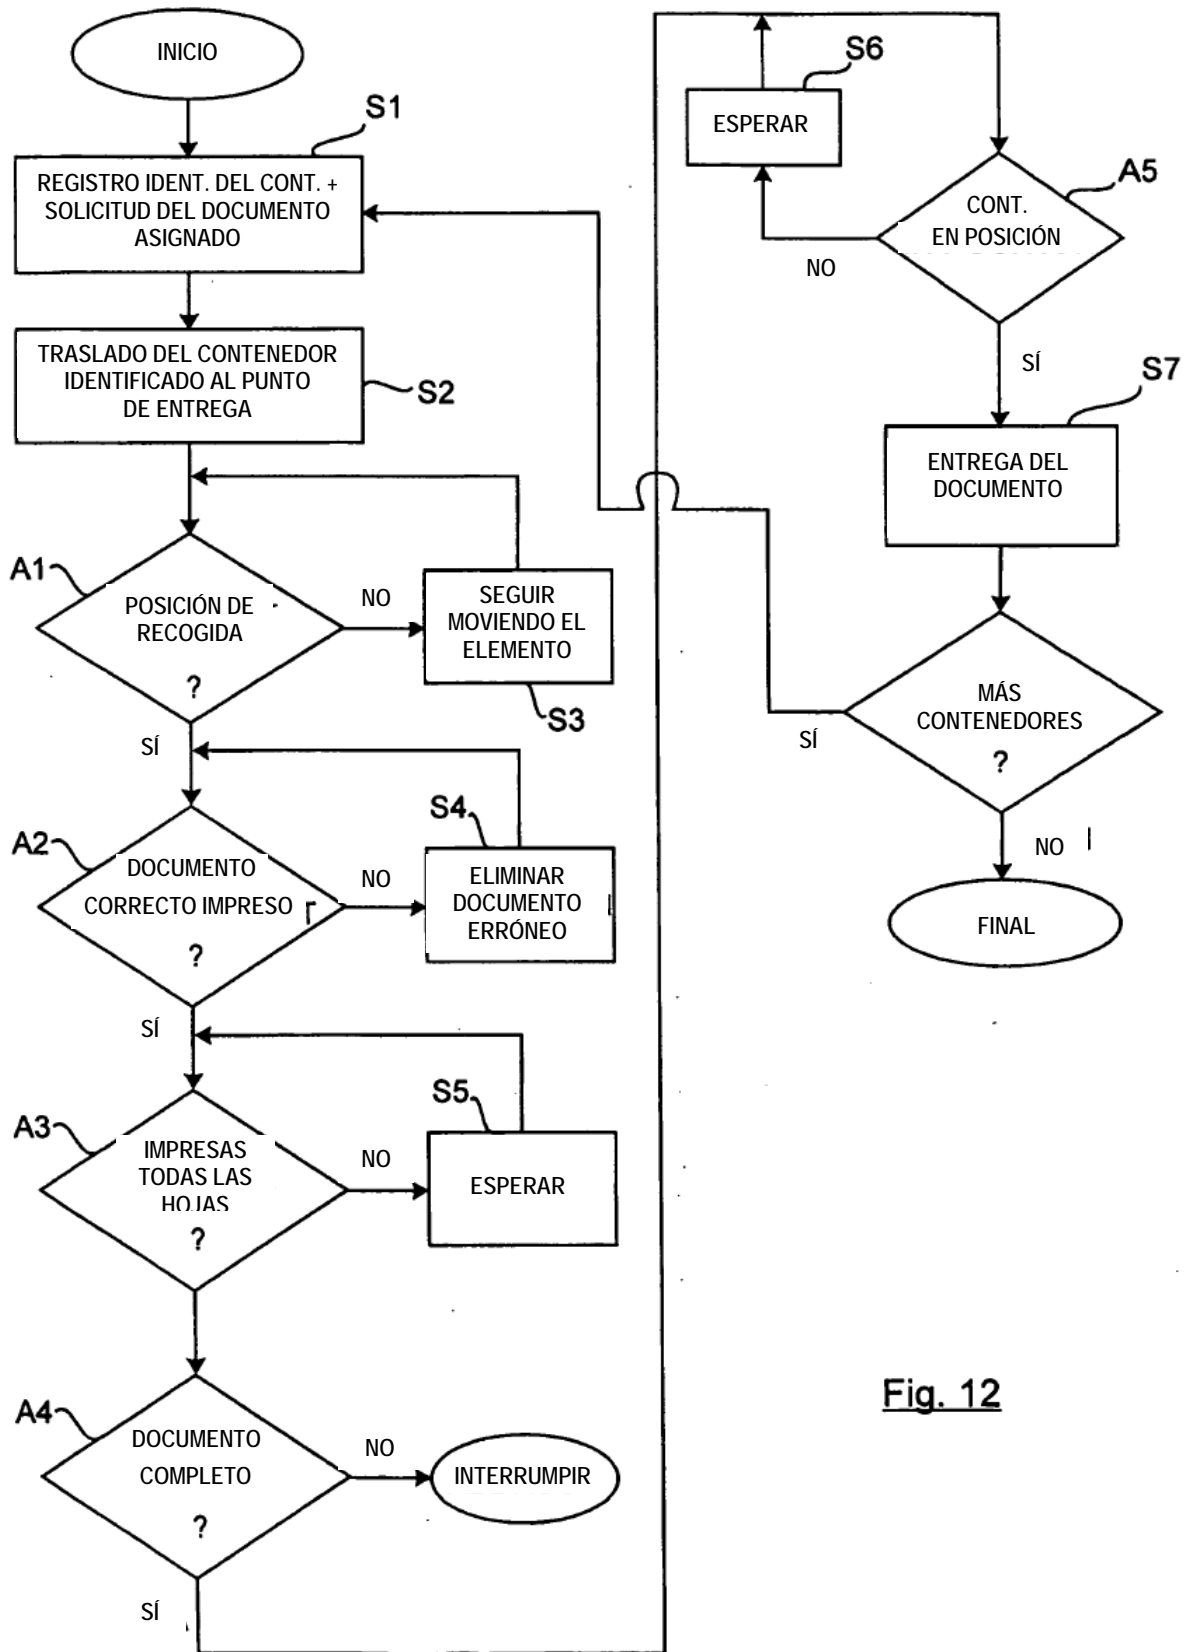 INICIO
S1
REGISTRO IDENT. DEL CONT. +
SOLICITUD DEL DOCUMENTO
ASIGNADO
TRASLADO DEL CONTENEDOR
IDENTIFICADO AL PUNTO
DE ENTREGA
S2
A1
POSICIÓN DE
RECOGIDA
?
NO
SEGUIR
MOVIENDO EL
ELEMENTO
S3
SÍ
A2
DOCUMENTO
CORRECTO IMPRESO
?
NO
S4
ELIMINAR
DOCUMENTO
ERRÓNEO
SÍ
A3
IMPRESAS
TODAS LAS
HOJAS
?
NO
S5
ESPERAR
A4
DOCUMENTO
COMPLETO
?
NO
INTERRUMPIR
SÍ
S6
ESPERAR
A5
CONT.
EN POSICIÓN
NO
SÍ
S7
ENTREGA DEL
DOCUMENTO
MÁS
CONTENEDORES
?
SÍ
NO
FINAL
Fig. 12